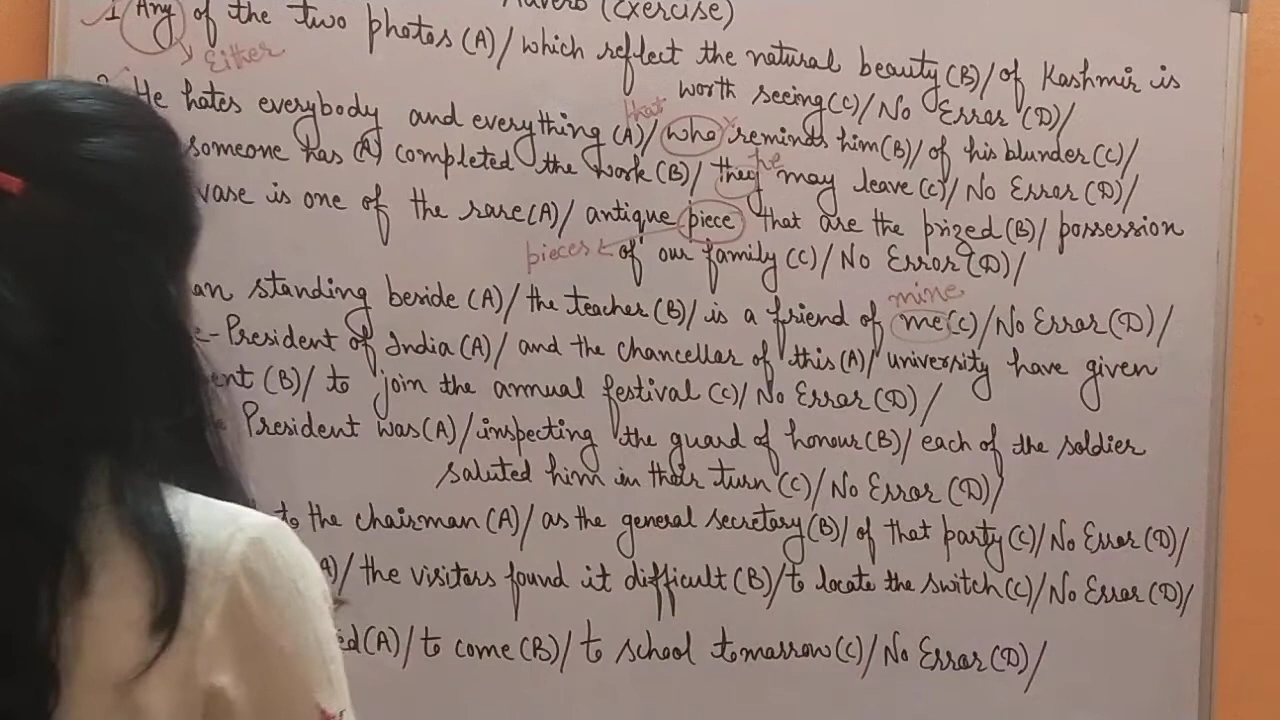 Adverb (Exercise)
1. Any of the two photos (A)/ which reflect the natural beauty (B)/ of Kashmir is
Either
worth seeing (C)/ No Error (D)/
He hates everybody and everything (A)/ who reminds him (B)/ of his blunder (C)/
that
someone has (A) completed the work (B)/ they may leave (C)/ No Error (D)/
he
vase is one of the rare (A)/ antique piece that are the prized (B)/ possession
pieces of our family (C)/ No Error (D)/
mine
an standing beside (A)/ the teacher (B)/ is a friend of me (C)/ No Error (D)/
e-President of India (A)/ and the chancellor of this (A)/ university have given
ent (B)/ to join the annual festival (C)/ No Error (D)/
President was (A)/ inspecting the guard of honour (B)/ each of the soldier
saluted him in their turn (C)/ No Error (D)/
to the chairman (A)/ as the general secretary (B)/ of that party (C)/ No Error (D)/
a)/ the visitors found it difficult (B)/ to locate the switch (C)/ No Error (D)/
ed (A)/ to come (B)/ to school tomorrow (C)/ No Error (D)/